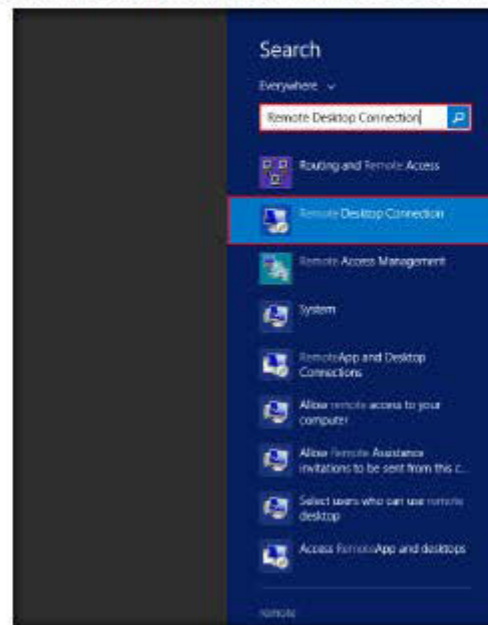 Search
Everywhere
Remote Desktop Connection
Routing and Remote Access
Remote Desktop Connection
Remote Access Management
System
RemoteApp and Desktop
Connections
Allow remote access to your
computer
Allow Remote Assistance
invitations to be sent from this c...
Select users who can use remote
desktop
Access RemoteApp and desktops
remote